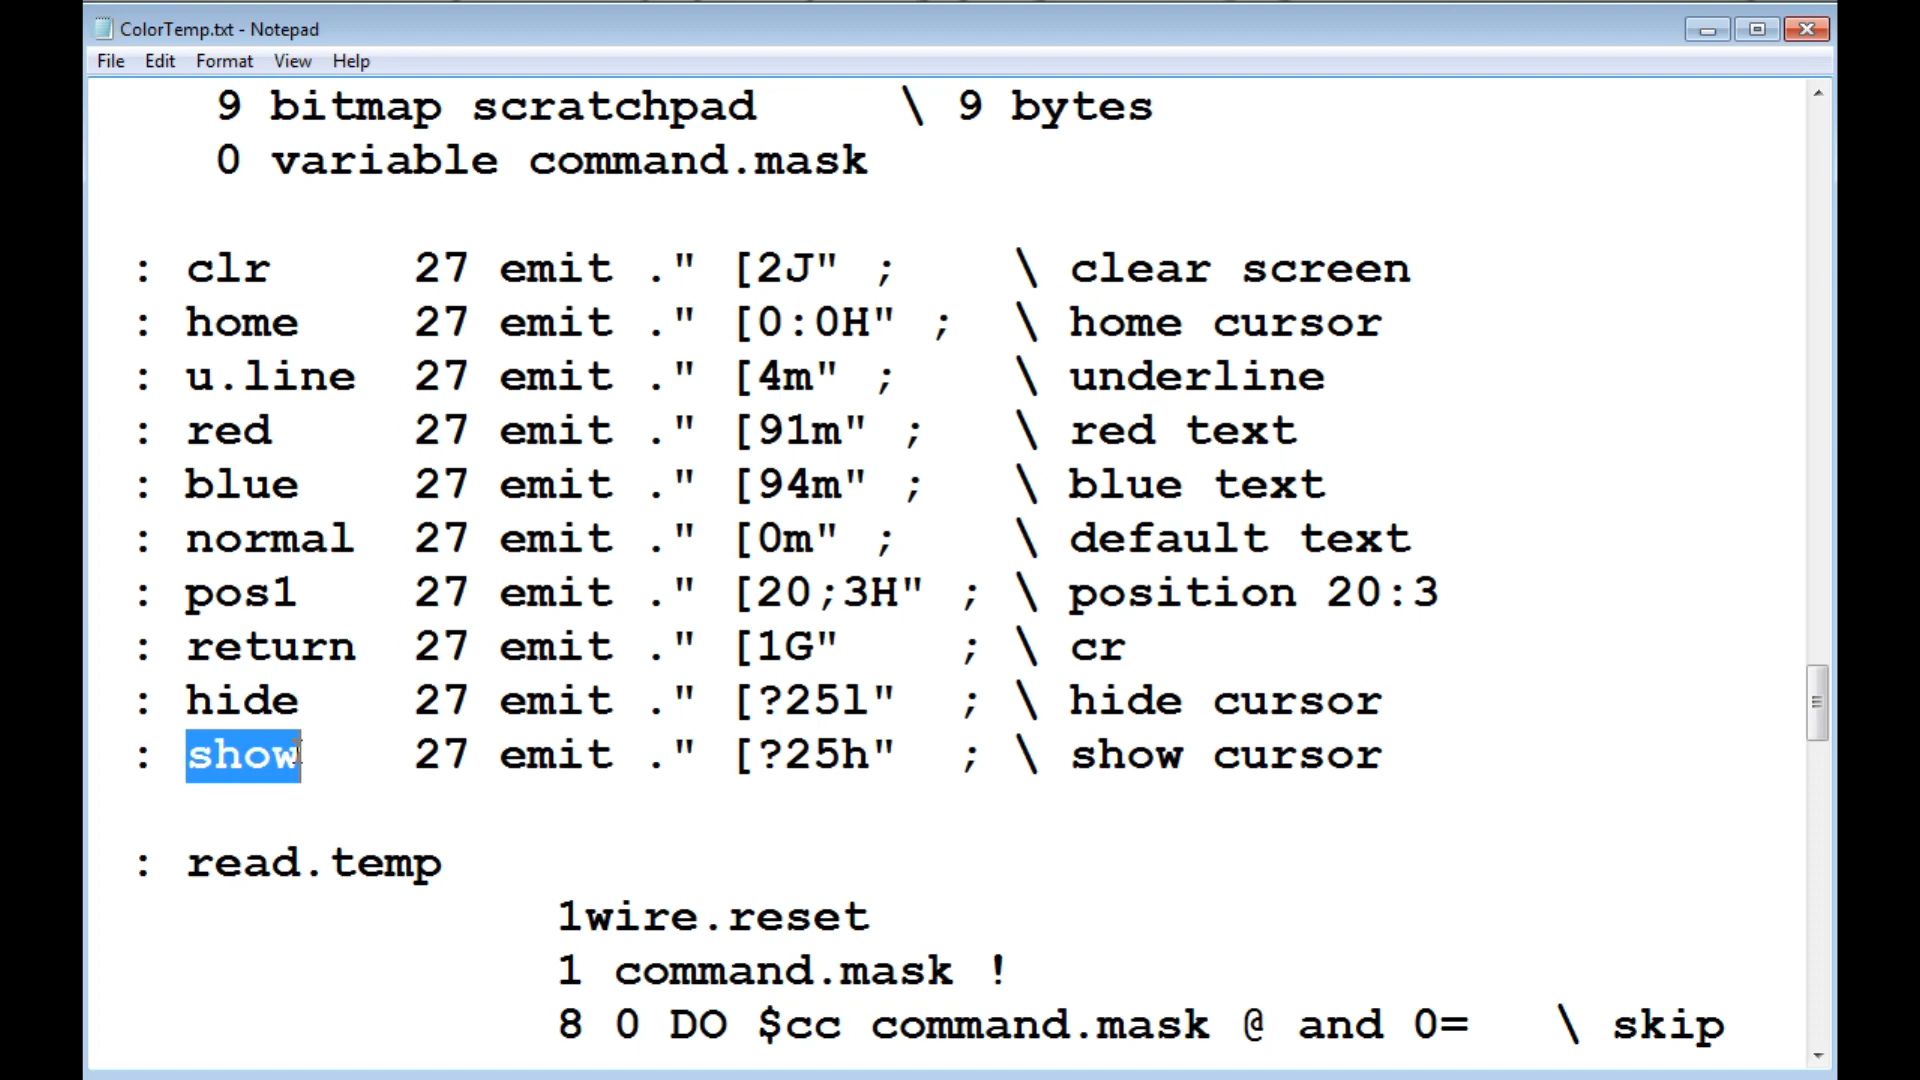 ColorTemp.txt - Notepad
File Edit Format View Help
9 bitmap scratchpad \ 9 bytes
0 variable command.mask
: clr 27 emit ." [2J" ; \ clear screen
: home 27 emit ." [0:0H" ; \ home cursor
: u.line 27 emit ." [4m" ; \ underline
: red 27 emit ." [91m" ; \ red text
: blue 27 emit ." [94m" ; \ blue text
: normal 27 emit ." [0m" ; \ default text
: pos1 27 emit ." [20;3H" ; \ position 20:3
: return 27 emit ." [1G" ; \ cr
: hide 27 emit ." [?25l" ; \ hide cursor
: show 27 emit ." [?25h" ; \ show cursor
: read.temp
1wire.reset
1 command.mask !
8 0 DO $cc command.mask @ and 0= \ skip